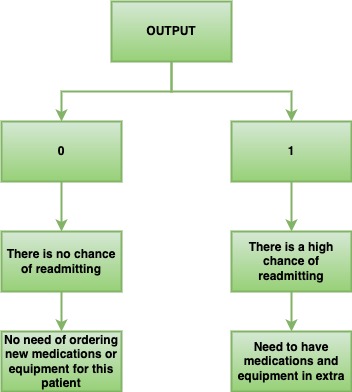 OUTPUT
0
1
There is no chance
of readmitting
There is a high
chance of
readmitting
No need of ordering
new medications or
equipment for this
patient
Need to have
medications and
equipment in extra